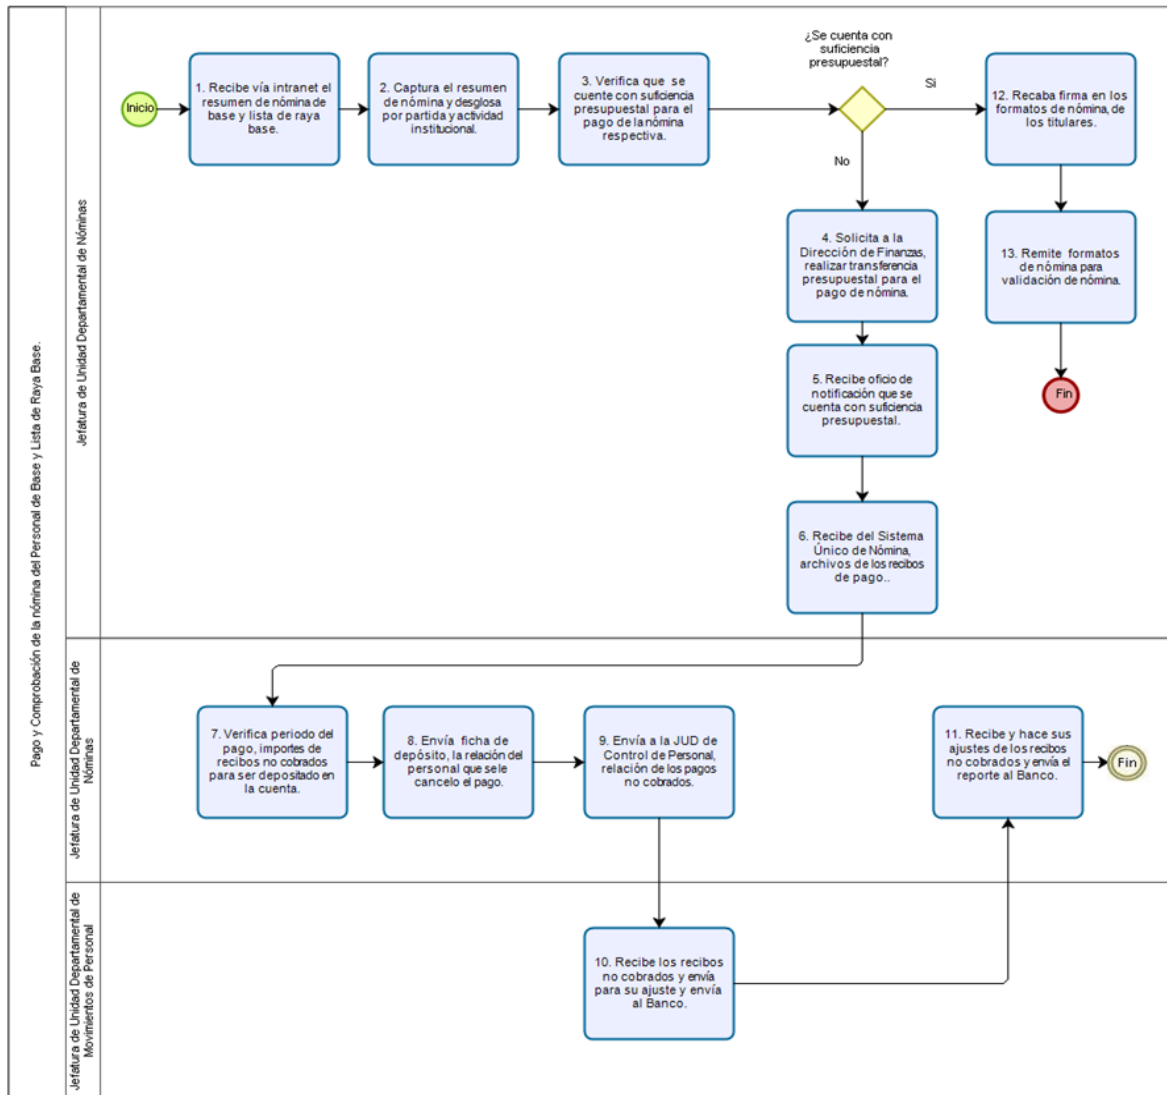 Pago y Comprobación de la nómina del Personal de Base y Lista de Raya Base.
Jefatura de Unidad Departamental de Nóminas
Inicio
1. Recibe vía intranet el
resumen de nómina de
base y lista de raya
base.
2. Captura el resumen
de nómina y desglosa
por partida y actividad
institucional.
3. Verifica que se
cuente con suficiencia
presupuestal para el
pago de la nómina
respectiva.
¿Se cuenta con
suficiencia
presupuestal?
Si
No
12. Recaba firma en los
formatos de nómina, de
los titulares.
4. Solicita a la
Dirección de Finanzas,
realizar transferencia
presupuestal para el
pago de nómina.
13. Remite formatos
de nómina para
validación de nómina.
5. Recibe oficio de
notificación que se
cuenta con suficiencia
presupuestal.
Fin
6. Recibe del Sistema
Único de Nómina,
archivos de los recibos
de pago..
Jefatura de Unidad Departamental de
Nóminas
7. Verifica periodo del
pago, importes de
recibos no cobrados
para ser depositado en
la cuenta.
8. Envía ficha de
depósito, la relación del
personal que se le
cancelo el pago.
9. Envía a la JUD de
Control de Personal,
relación de los pagos
no cobrados.
11. Recibe y hace sus
ajustes de los recibos
no cobrados y envía el
reporte al Banco.
Fin
Jefatura de Unidad Departamental de
Movimientos de Personal
10. Recibe los recibos
no cobrados y envía
para su ajuste y envía
al Banco.